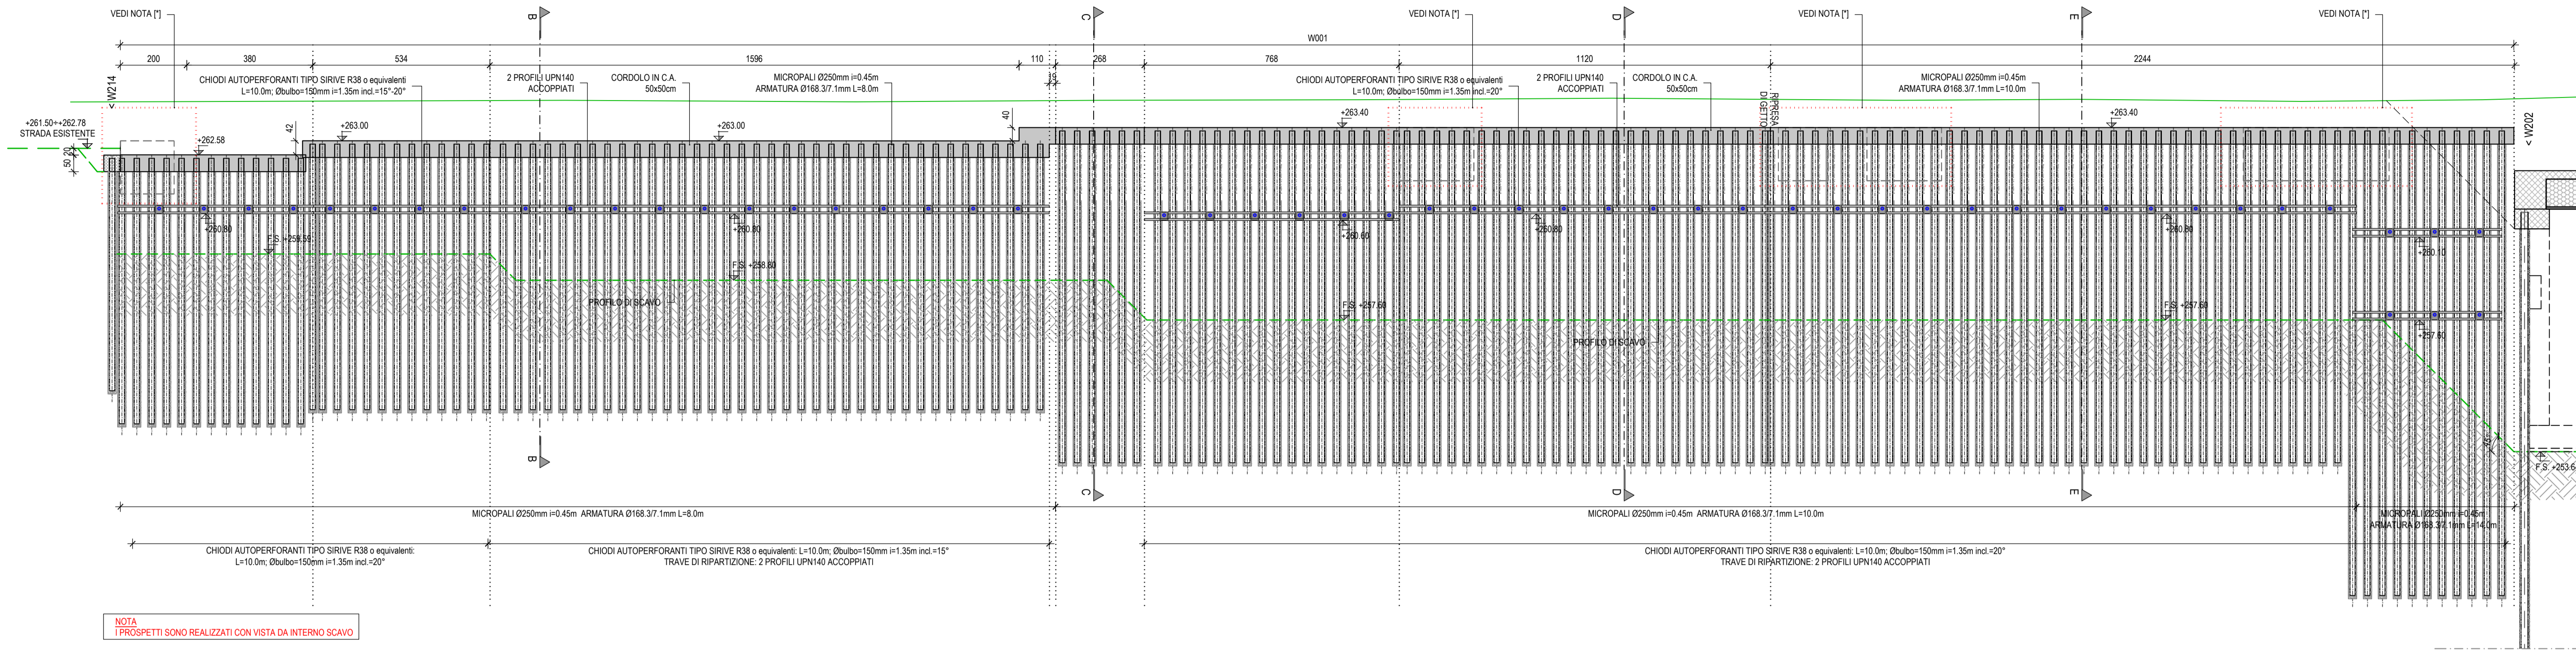 VEDI NOTA [*]
B
C
VEDI NOTA [*]
D
VEDI NOTA [*]
E
VEDI NOTA [*]
W001
200
380
534
1596
110
19
268
768
1120
2244
< W214
CHIODI AUTOPERFORANTI TIPO SIRIVE R38 o equivalenti
L=10.0m; Øbulbo=150mm i=1.35m incl.=15°-20°
2 PROFILI UPN140
ACCOPPIATI
CORDOLO IN C.A.
50x50cm
MICROPALI Ø250mm i=0.45m
ARMATURA Ø168.3/7.1mm L=8.0m
CHIODI AUTOPERFORANTI TIPO SIRIVE R38 o equivalenti
L=10.0m; Øbulbo=150mm i=1.35m incl.=20°
2 PROFILI UPN140
ACCOPPIATI
CORDOLO IN C.A.
50x50cm
RIPRESA
DI GETTO
MICROPALI Ø250mm i=0.45m
ARMATURA Ø168.3/7.1mm L=10.0m
+261.50÷+262.78
STRADA ESISTENTE
+262.58
42
+263.00
+263.00
40
+263.40
+263.40
< W202
20
50
+260.80
+260.80
+260.60
+260.80
+260.80
+260.10
F.S. +259.59
F.S. +258.80
PROFILO DI SCAVO
F.S. +257.60
F.S. +257.60
+257.60
PROFILO DI SCAVO
45°
F.S. +253.6
B
C
D
E
MICROPALI Ø250mm i=0.45m ARMATURA Ø168.3/7.1mm L=8.0m
MICROPALI Ø250mm i=0.45m ARMATURA Ø168.3/7.1mm L=10.0m
MICROPALI Ø250mm i=0.45m
ARMATURA Ø168.3/7.1mm L=14.0m
CHIODI AUTOPERFORANTI TIPO SIRIVE R38 o equivalenti:
L=10.0m; Øbulbo=150mm i=1.35m incl.=20°
CHIODI AUTOPERFORANTI TIPO SIRIVE R38 o equivalenti: L=10.0m; Øbulbo=150mm i=1.35m incl.=15°
TRAVE DI RIPARTIZIONE: 2 PROFILI UPN140 ACCOPPIATI
CHIODI AUTOPERFORANTI TIPO SIRIVE R38 o equivalenti: L=10.0m; Øbulbo=150mm i=1.35m incl.=20°
TRAVE DI RIPARTIZIONE: 2 PROFILI UPN140 ACCOPPIATI
NOTA
I PROSPETTI SONO REALIZZATI CON VISTA DA INTERNO SCAVO